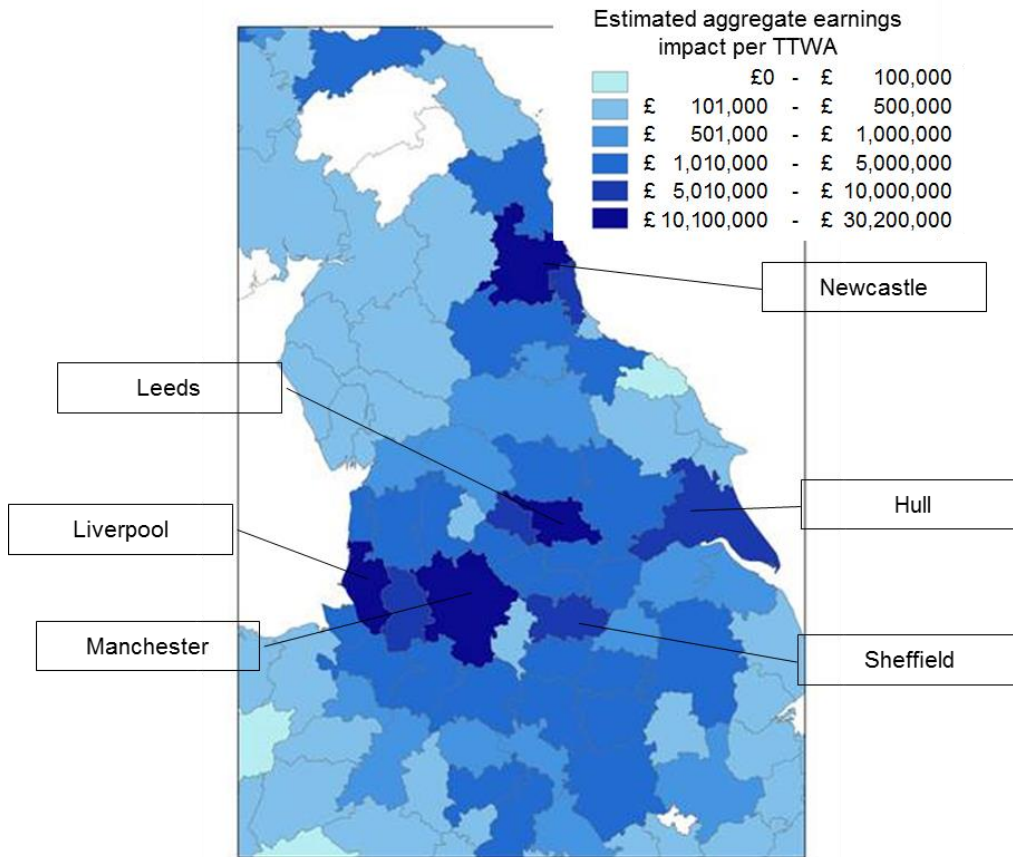 Estimated aggregate earnings
impact per TTWA
£0 - £ 100,000
£ 101,000 - £ 500,000
£ 501,000 - £ 1,000,000
£ 1,010,000 - £ 5,000,000
£ 5,010,000 - £ 10,000,000
£ 10,100,000 - £ 30,200,000
Newcastle
Leeds
Hull
Liverpool
Manchester
Sheffield